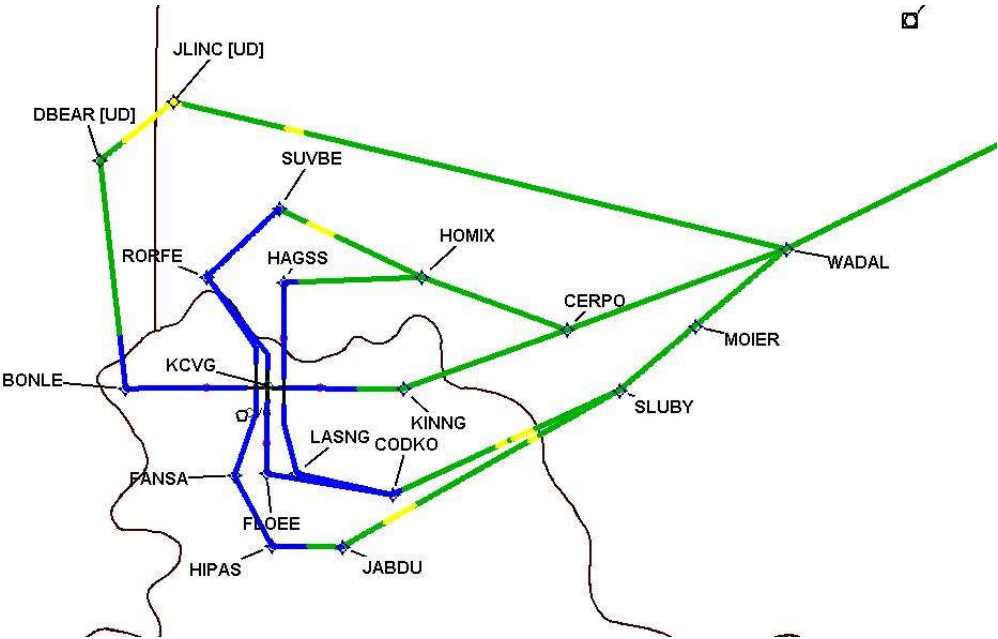 JLINC [UD]
DBEAR [UD]
SUVBE
HOMIX
RORFE
HAGSS
WADAL
CERPO
MOIER
KCVG
BONLE
KINNG
SLUBY
LASNG
CODKO
FANSA
FLOEE
HIPAS
JABDU